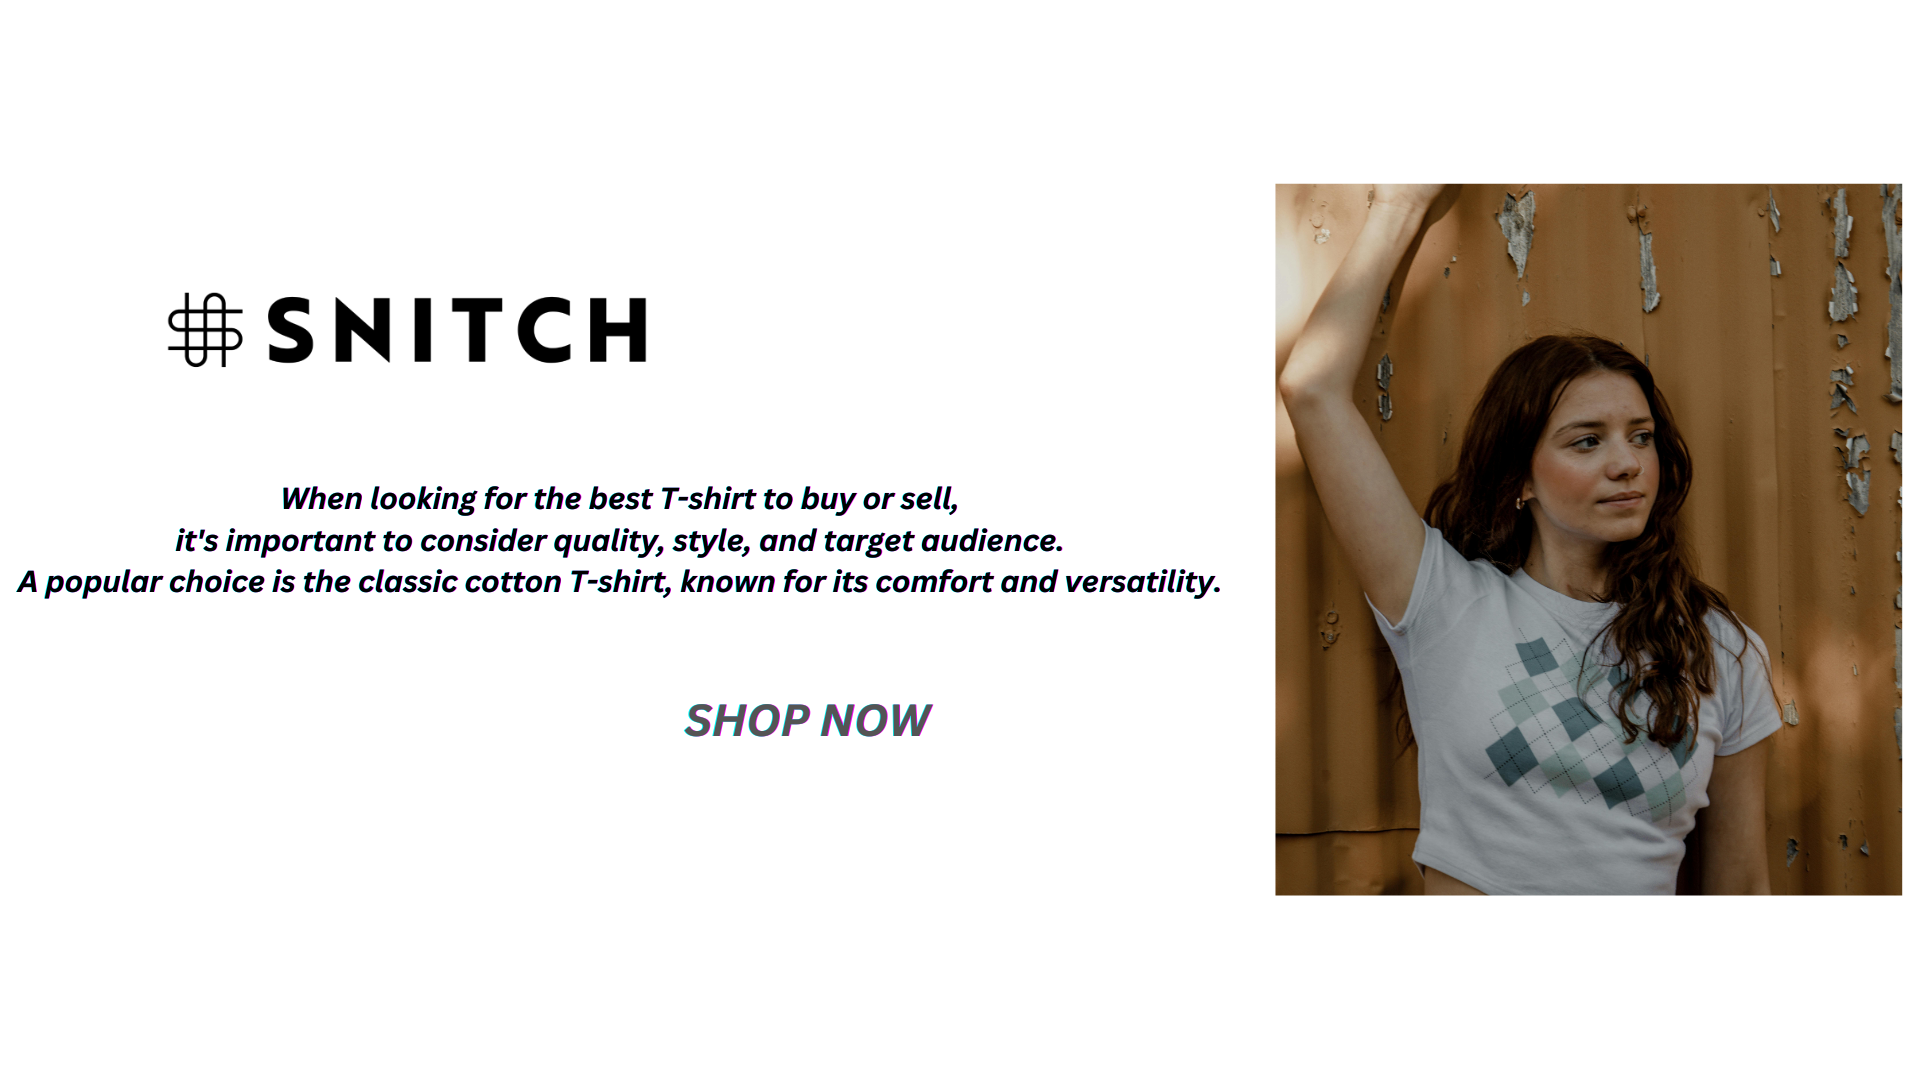 SNITCH
When looking for the best T-shirt to buy or sell,
it's important to consider quality, style, and target audience.
A popular choice is the classic cotton T-shirt, known for its comfort and versatility.
SHOP NOW